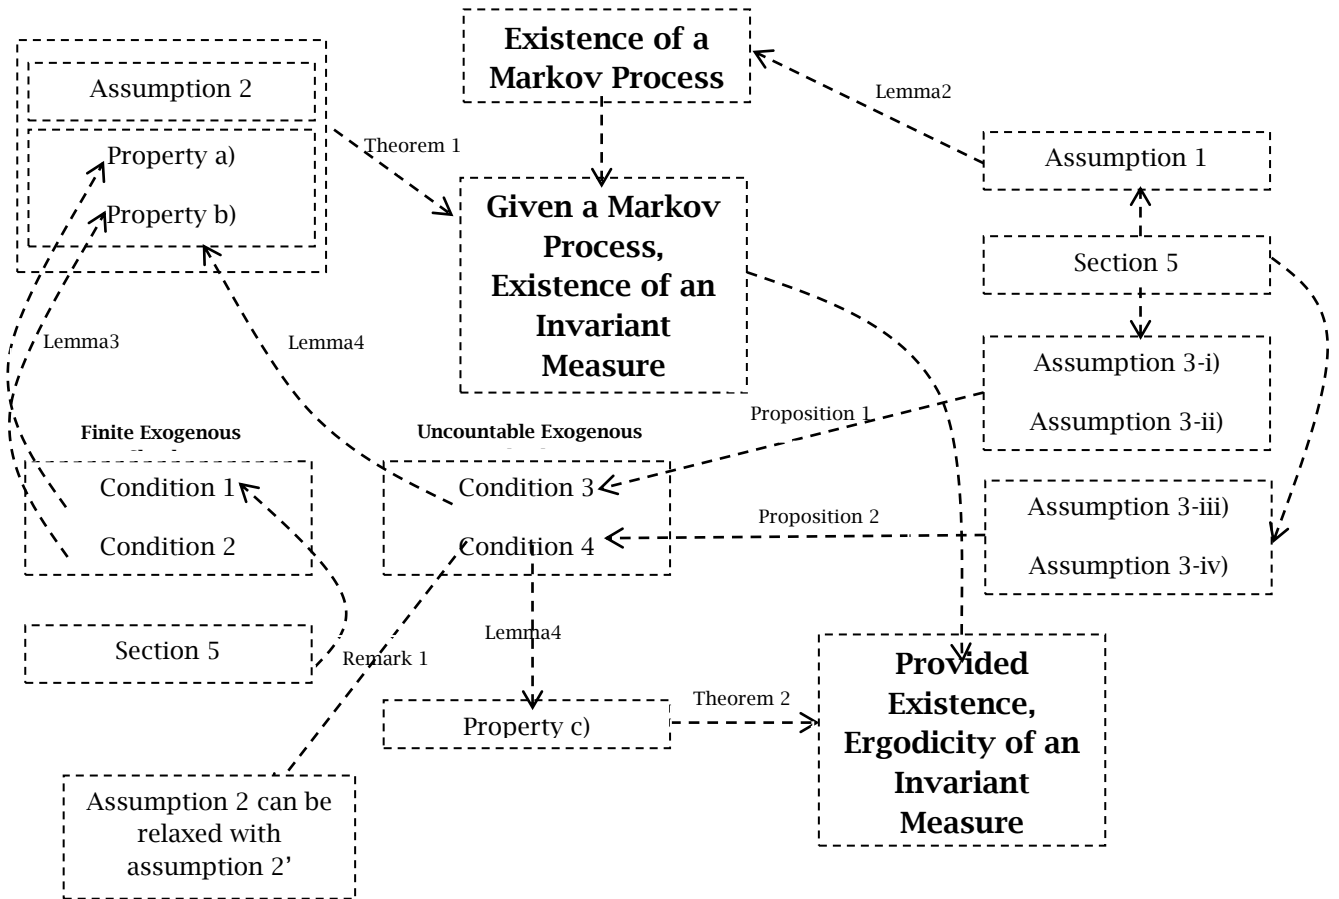 Existence of a
Markov Process
Assumption 2
Lemma2
Theorem 1
Property a)
Property b)
Assumption 1
Given a Markov
Process,
Existence of an
Invariant
Measure
Section 5
Lemma3
Lemma4
Assumption 3-i)
Assumption 3-ii)
Proposition 1
Finite Exogenous
Uncountable Exogenous
Condition 1
Condition 2
Condition 3
Condition 4
Proposition 2
Assumption 3-iii)
Assumption 3-iv)
Section 5
Lemma4
Remark 1
Property c)
Theorem 2
Provided
Existence,
Ergodicity of an
Invariant
Measure
Assumption 2 can be
relaxed with
assumption 2’